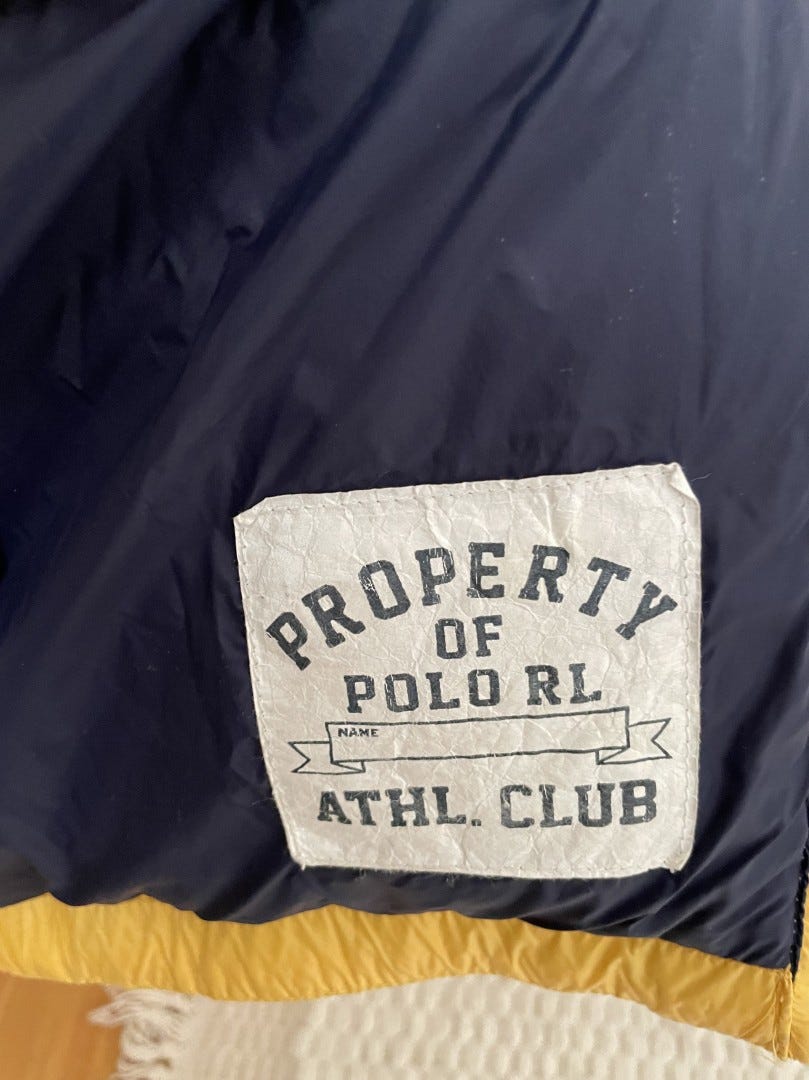 PROPERTY
OF
POLO RL
NAME
ATHL. CLUB